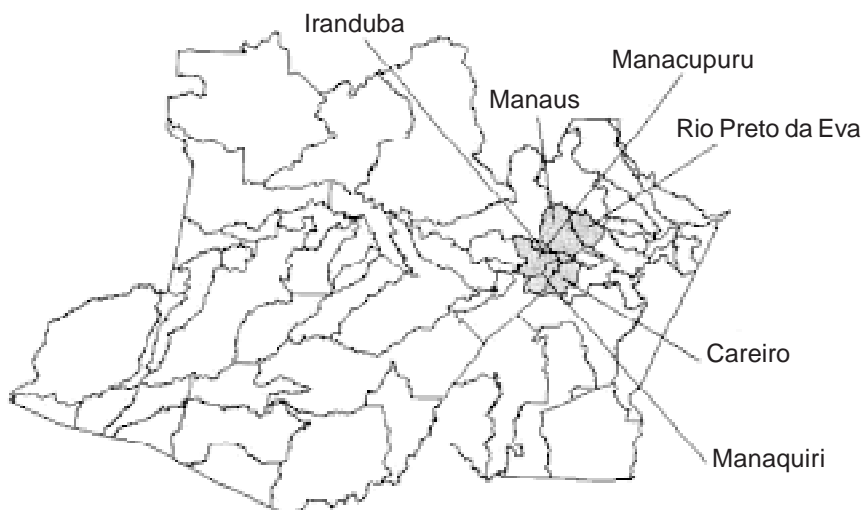 Iranduba
Manacupuru
Manaus
Rio Preto da Eva
Careiro
Manaquiri